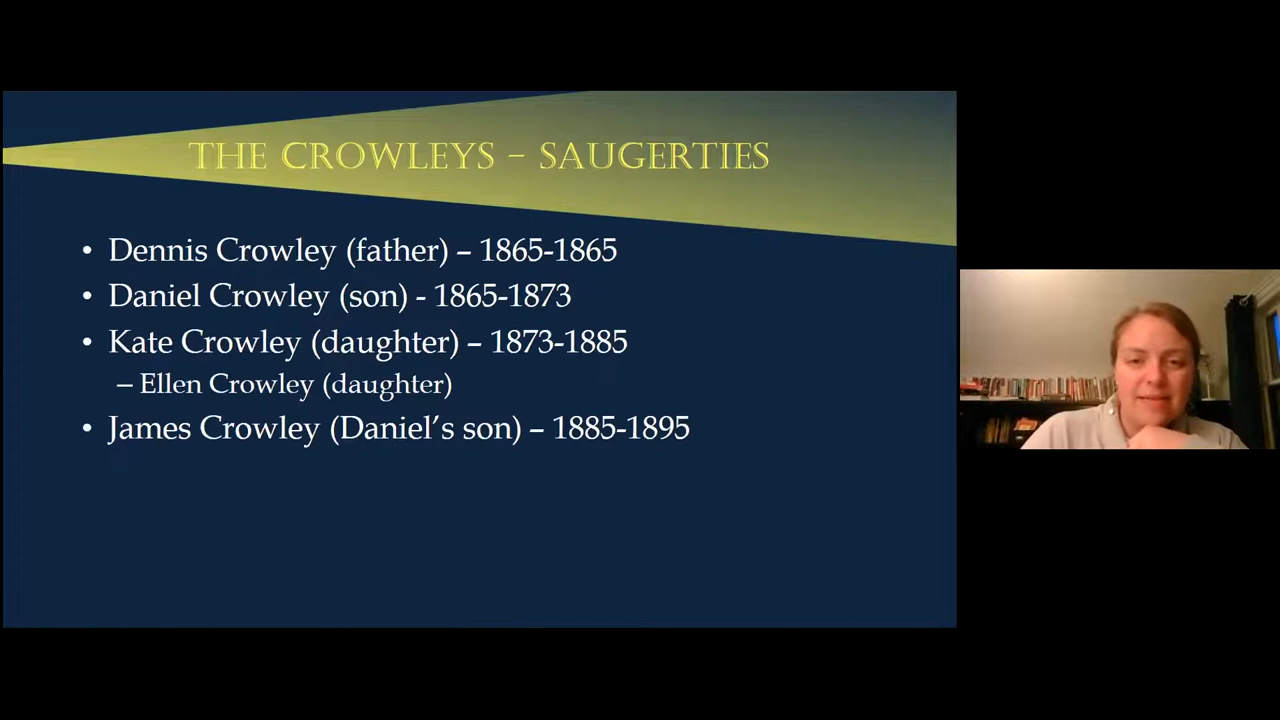 THE CROWLEYS – SAUGERTIES
• Dennis Crowley (father) – 1865-1865
• Daniel Crowley (son) - 1865-1873
• Kate Crowley (daughter) – 1873-1885
– Ellen Crowley (daughter)
• James Crowley (Daniel’s son) – 1885-1895